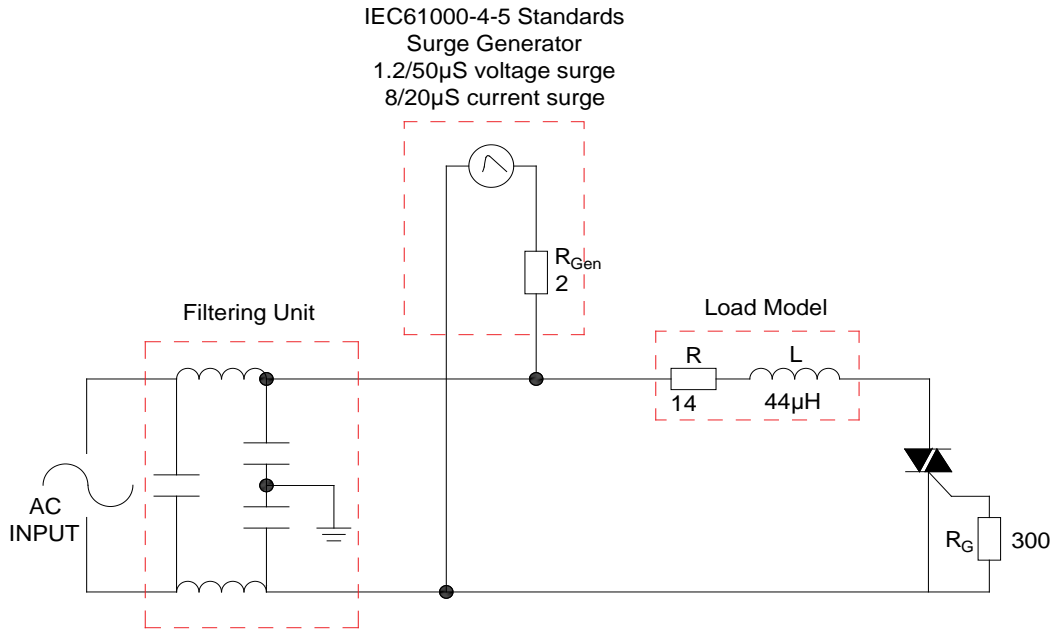 IEC61000-4-5 Standards
Surge Generator
1.2/50µS voltage surge
8/20µS current surge
RGen
2
Filtering Unit
Load Model
R
L
14
44µH
AC
INPUT
RG
300